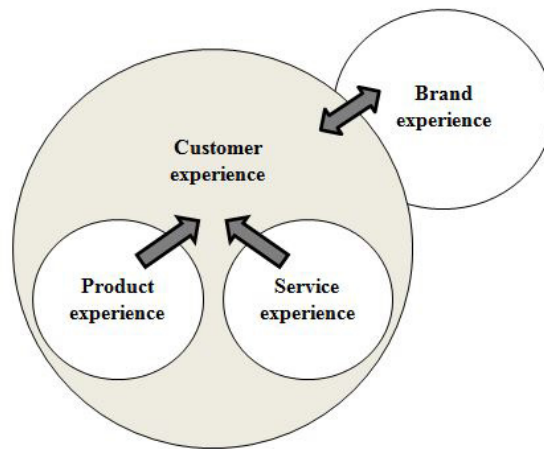 Brand
experience
Customer
experience
Product
experience
Service
experience